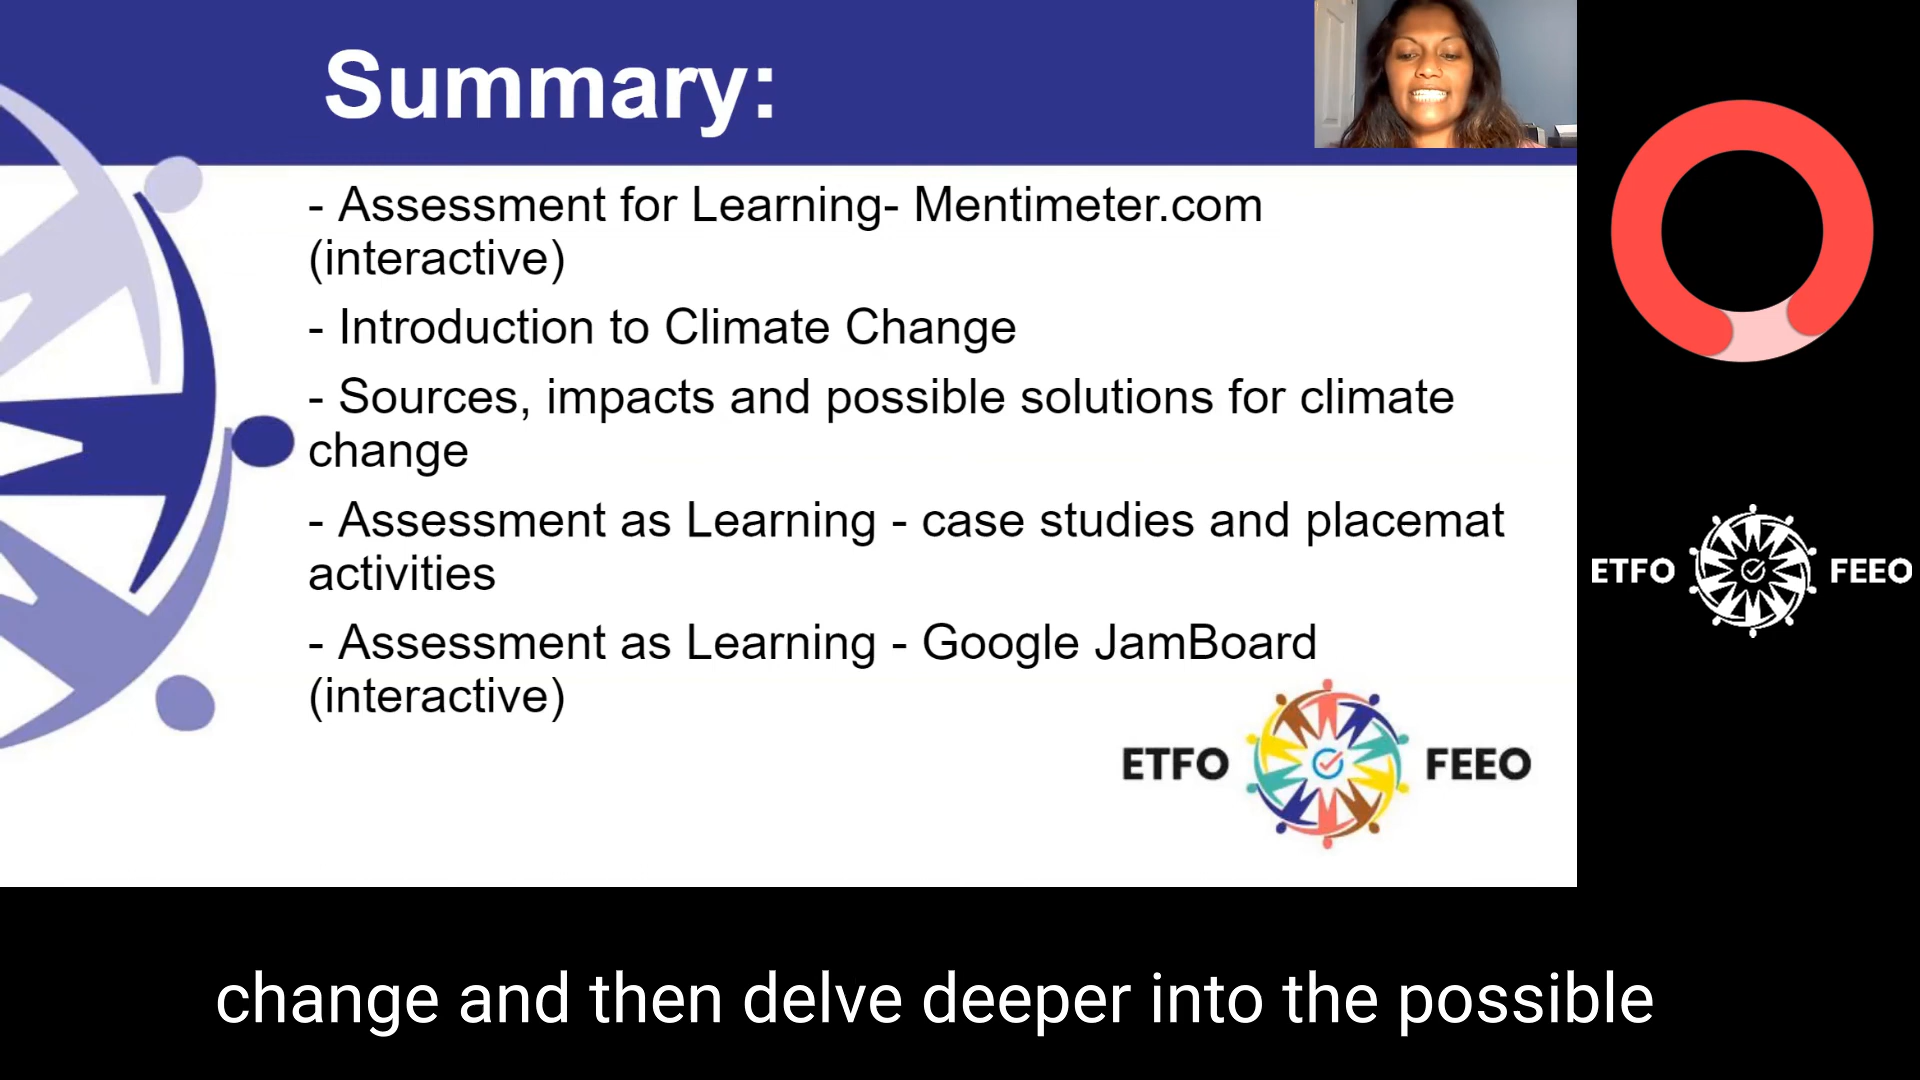 Summary:
- Assessment for Learning- Mentimeter.com
(interactive)
- Introduction to Climate Change
- Sources, impacts and possible solutions for climate
change
- Assessment as Learning - case studies and placemat
activities
- Assessment as Learning - Google JamBoard
(interactive)
ETFO FEEO
ETFO FEEO
change and then delve deeper into the possible